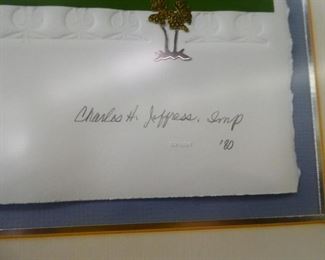 Charles H. Jeffress, Imp
'80